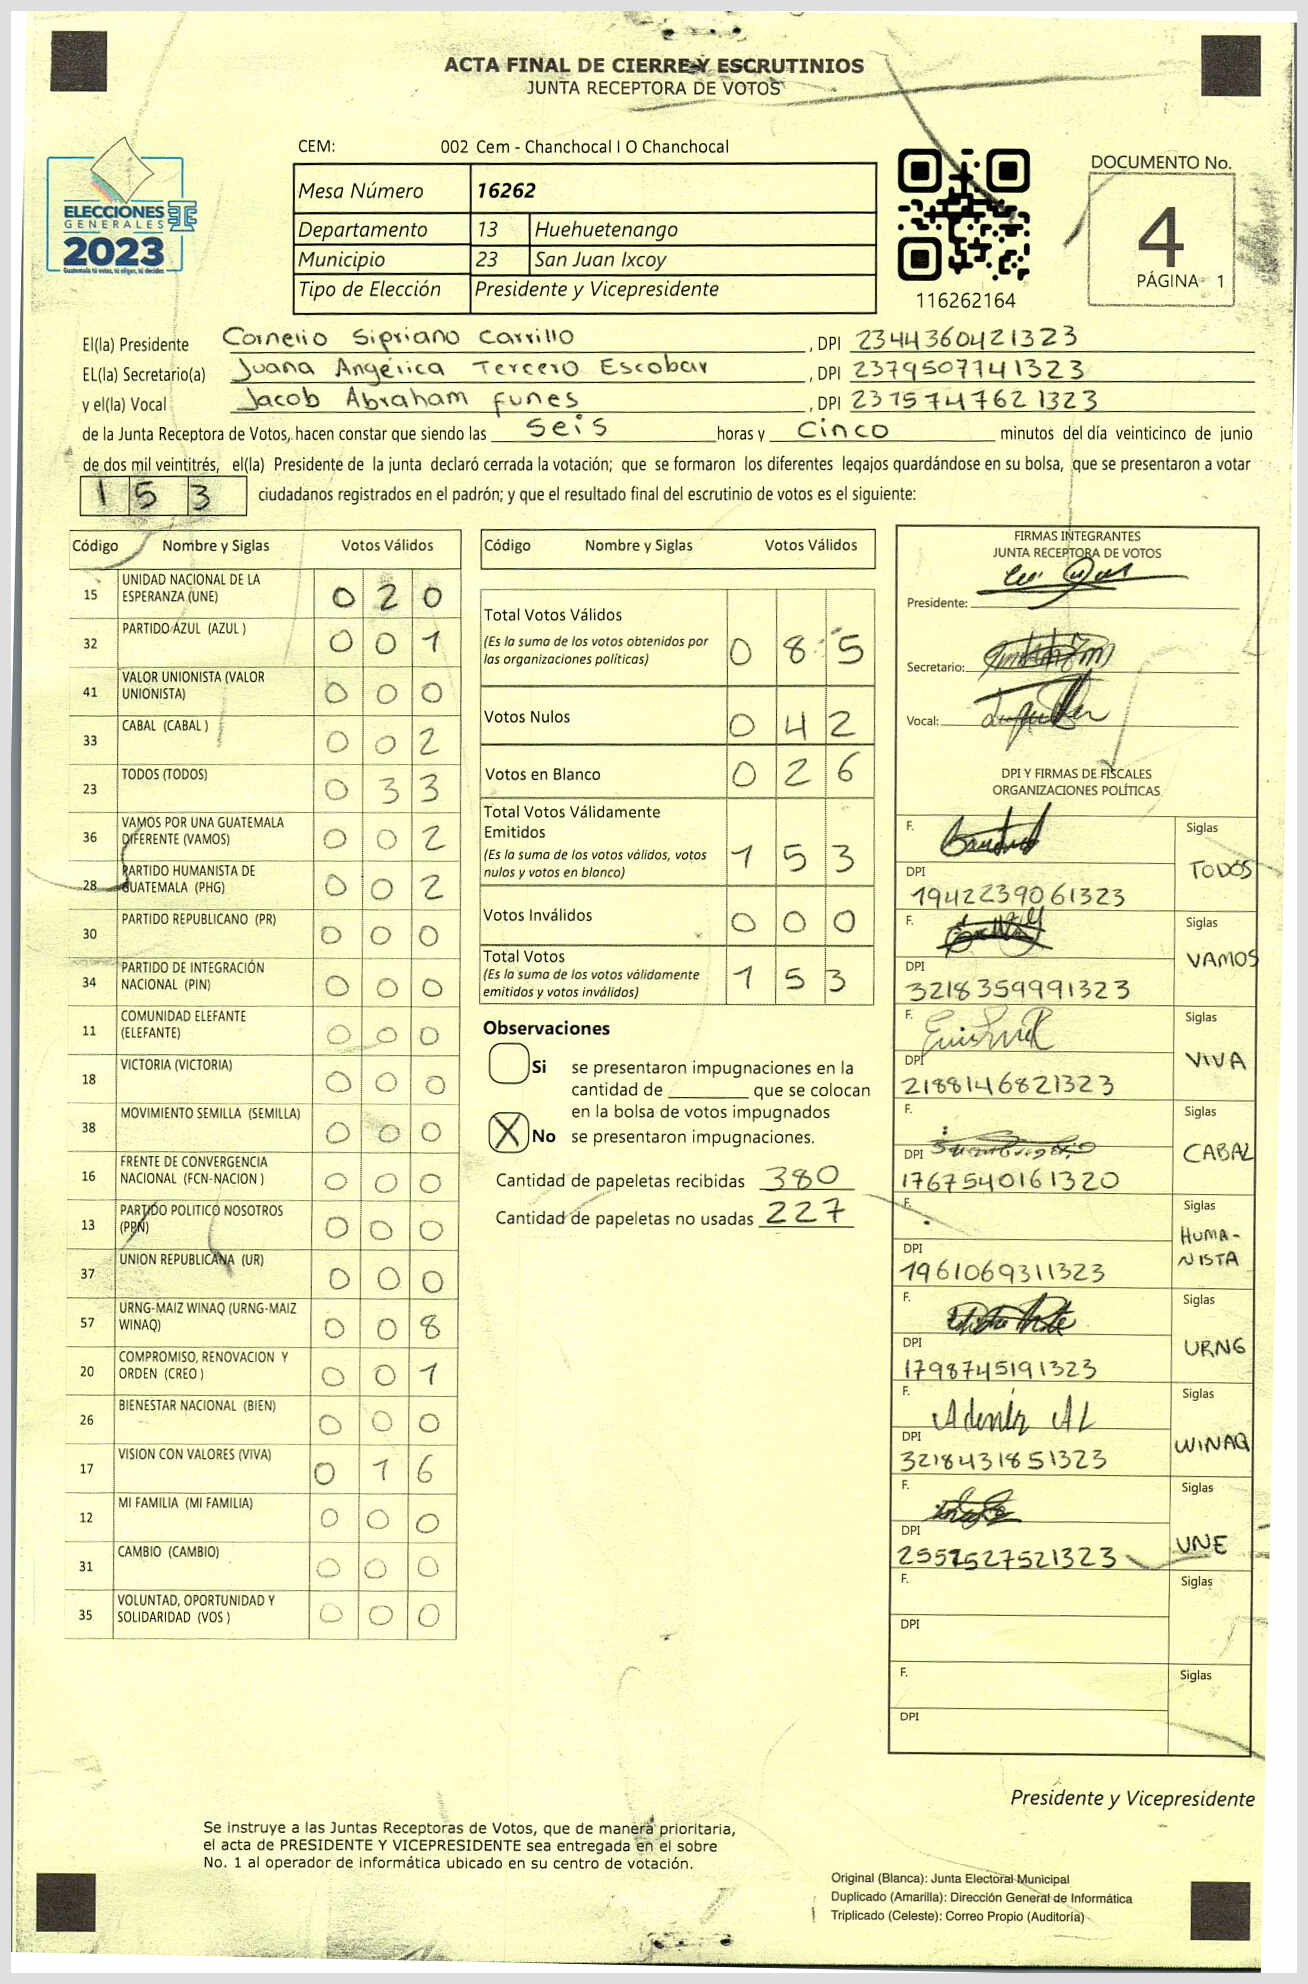 ACTA FINAL DE CIERRE Y ESCRUTINIOS
JUNTA RECEPTORA DE VOTOS
ELECCIONES
GENERALES
2023
Guatemala tú votas, tú eliges, tú decides
CEM: 002 Cem - Chanchocal I O Chanchocal
Mesa Número 16262
Departamento 13 Huehuetenango
Municipio 23 San Juan Ixcoy
Tipo de Elección Presidente y Vicepresidente
116262164
DOCUMENTO No.
4
PÁGINA 1
El(la) Presidente Cornelio Sipriano Carrillo , DPI 2344360421323
EL(la) Secretario(a) Juana Angélica Tercero Escobar , DPI 2379507741323
y el(la) Vocal Jacob Abraham funes , DPI 2375747621323
de la Junta Receptora de Votos, hacen constar que siendo las seis horas y cinco minutos del día veinticinco de junio
de dos mil veintitrés, el(la) Presidente de la junta declaró cerrada la votación; que se formaron los diferentes legajos guardándose en su bolsa, que se presentaron a votar
1 5 3 ciudadanos registrados en el padrón; y que el resultado final del escrutinio de votos es el siguiente:
Código Nombre y Siglas Votos Válidos
15 UNIDAD NACIONAL DE LA ESPERANZA (UNE) 0 2 0
32 PARTIDO AZUL (AZUL ) 0 0 1
41 VALOR UNIONISTA (VALOR UNIONISTA) 0 0 0
33 CABAL (CABAL ) 0 0 2
23 TODOS (TODOS) 0 3 3
36 VAMOS POR UNA GUATEMALA DIFERENTE (VAMOS) 0 0 2
28 PARTIDO HUMANISTA DE GUATEMALA (PHG) 0 0 2
30 PARTIDO REPUBLICANO (PR) 0 0 0
34 PARTIDO DE INTEGRACIÓN NACIONAL (PIN) 0 0 0
11 COMUNIDAD ELEFANTE (ELEFANTE) 0 0 0
18 VICTORIA (VICTORIA) 0 0 0
38 MOVIMIENTO SEMILLA (SEMILLA) 0 0 0
16 FRENTE DE CONVERGENCIA NACIONAL (FCN-NACION ) 0 0 0
13 PARTIDO POLITICO NOSOTROS (PPN) 0 0 0
37 UNION REPUBLICANA (UR) 0 0 0
57 URNG-MAIZ WINAQ (URNG-MAIZ WINAQ) 0 0 8
20 COMPROMISO, RENOVACION Y ORDEN (CREO ) 0 0 1
26 BIENESTAR NACIONAL (BIEN) 0 0 0
17 VISION CON VALORES (VIVA) 0 1 6
12 MI FAMILIA (MI FAMILIA) 0 0 0
31 CAMBIO (CAMBIO) 0 0 0
35 VOLUNTAD, OPORTUNIDAD Y SOLIDARIDAD (VOS ) 0 0 0
Código Nombre y Siglas Votos Válidos
Total Votos Válidos 0 8 5
(Es la suma de los votos obtenidos por
las organizaciones políticas)
Votos Nulos 0 4 2
Votos en Blanco 0 2 6
Total Votos Válidamente
Emitidos 1 5 3
(Es la suma de los votos válidos, votos
nulos y votos en blanco)
Votos Inválidos 0 0 0
Total Votos 1 5 3
(Es la suma de los votos válidamente
emitidos y votos inválidos)
Observaciones
Si se presentaron impugnaciones en la
cantidad de ________ que se colocan
en la bolsa de votos impugnados
X No se presentaron impugnaciones.
Cantidad de papeletas recibidas 380
Cantidad de papeletas no usadas 227
FIRMAS INTEGRANTES
JUNTA RECEPTORA DE VOTOS
Presidente:
Secretario:
Vocal:
DPI Y FIRMAS DE FISCALES
ORGANIZACIONES POLÍTICAS
F. Siglas TODOS
DPI 1942239061323
F. Siglas VAMOS
DPI 3218359991323
F. Siglas VIVA
DPI 2188146821323
F. Siglas CABAL
DPI 1767540161320
F. Siglas HUMA-
NISTA
DPI 1961069311323
F. Siglas URNG
DPI 1798745191323
F. Siglas WINAQ
DPI 3218431851323
F. Siglas UNE
DPI 2552527521323
F. Siglas
DPI
F. Siglas
DPI
Presidente y Vicepresidente
Se instruye a las Juntas Receptoras de Votos, que de manera prioritaria,
el acta de PRESIDENTE Y VICEPRESIDENTE sea entregada en el sobre
No. 1 al operador de informática ubicado en su centro de votación.
Original (Blanca): Junta Electoral Municipal
Duplicado (Amarilla): Dirección General de Informática
Triplicado (Celeste): Correo Propio (Auditoría)